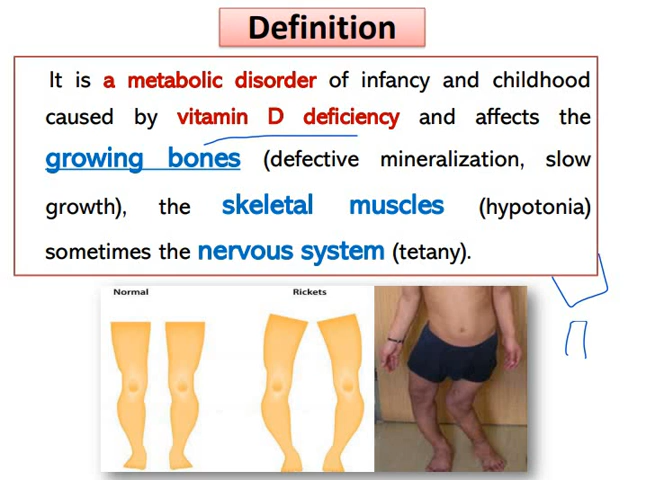 Definition
It is a metabolic disorder of infancy and childhood
caused by vitamin D deficiency and affects the
growing bones (defective mineralization, slow
growth), the skeletal muscles (hypotonia)
sometimes the nervous system (tetany).
Normal Rickets